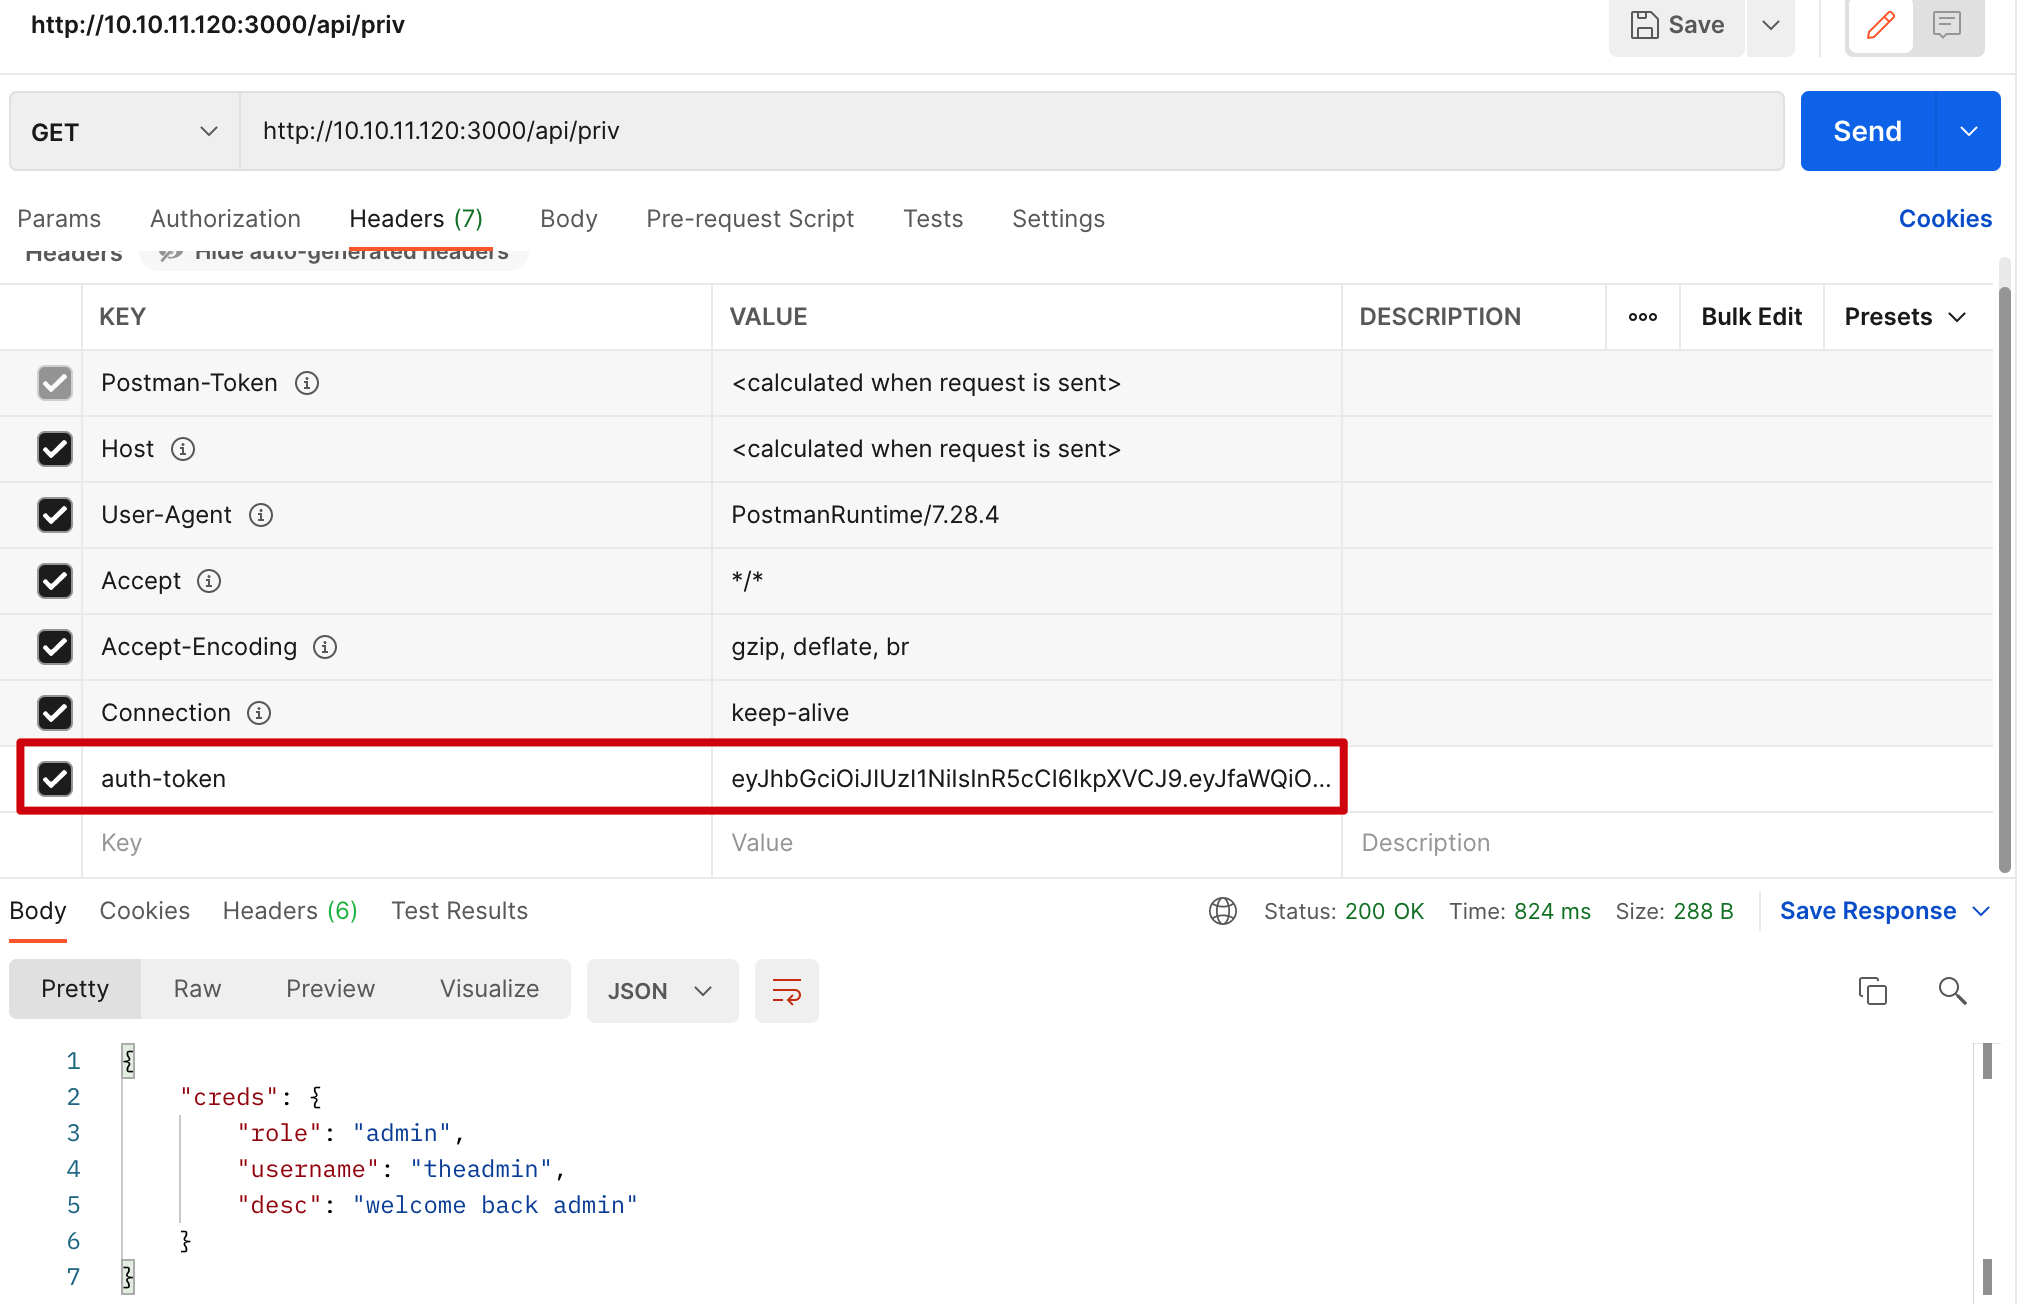 http://10.10.11.120:3000/api/priv
Save
GET
http://10.10.11.120:3000/api/priv
Send
Params Authorization Headers (7) Body Pre-request Script Tests Settings Cookies
Headers Hide auto-generated headers
KEY VALUE DESCRIPTION Bulk Edit Presets
Postman-Token <calculated when request is sent>
Host <calculated when request is sent>
User-Agent PostmanRuntime/7.28.4
Accept */*
Accept-Encoding gzip, deflate, br
Connection keep-alive
auth-token eyJhbGciOiJIUzI1NiIsInR5cCI6IkpXVCJ9.eyJfaWQiO...
Key Value Description
Body Cookies Headers (6) Test Results Status: 200 OK Time: 824 ms Size: 288 B Save Response
Pretty Raw Preview Visualize JSON
1 {
2 "creds": {
3 "role": "admin",
4 "username": "theadmin",
5 "desc": "welcome back admin"
6 }
7 }